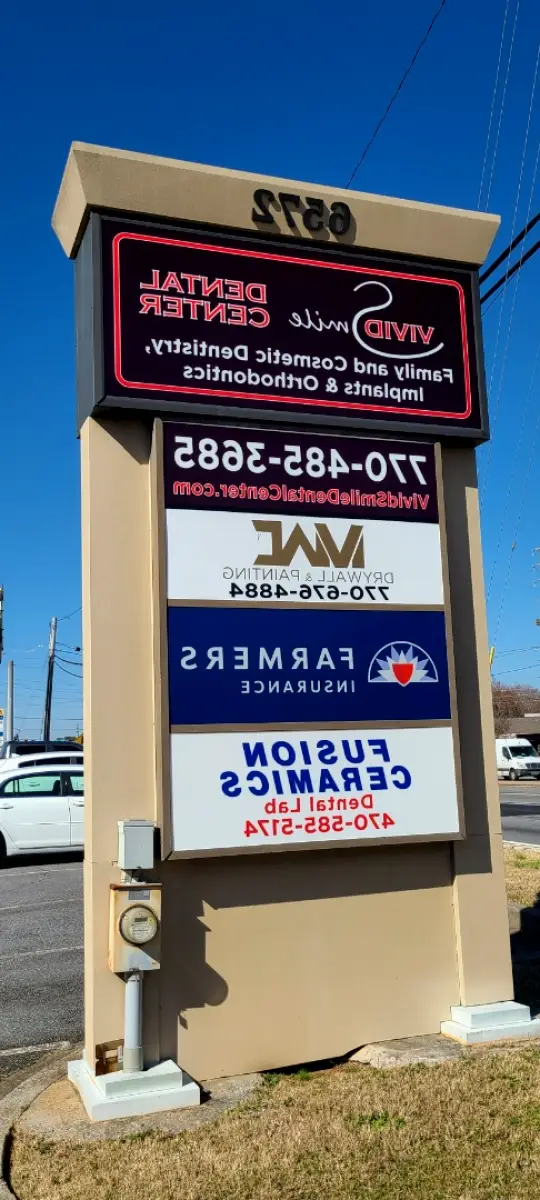 6572
VIVID Smile DENTAL CENTER
Family and Cosmetic Dentistry,
Implants & Orthodontics
770-485-3685
VividSmileDentalCenter.com
DRYWALL & PAINTING
770-676-4884
FARMERS
INSURANCE
FUSION
CERAMICS
Dental Lab
470-585-5174